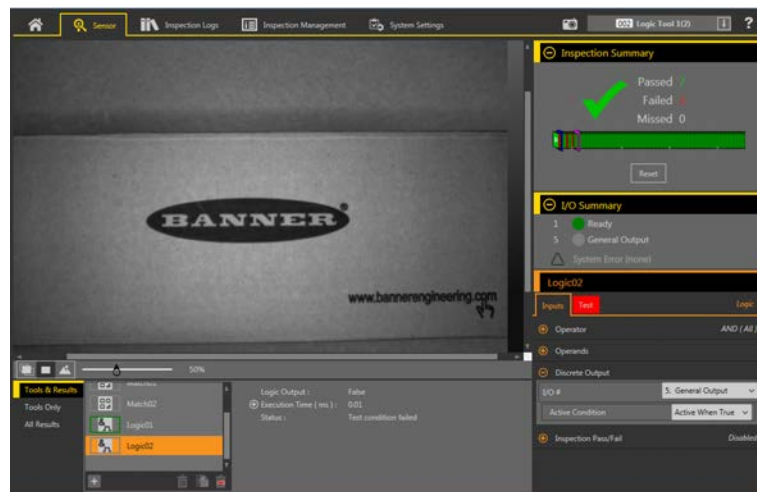 Sensor
Inspection Logs
Inspection Management
System Settings
002 Logic Tool 1(2)
?
Inspection Summary
Passed 7
Failed
Missed 0
Reset
I/O Summary
1 Ready
5 General Output
System Error (none)
BANNER®
www.bannerengineering.com
50%
Logic02
Inputs Test Logic
Operator AND ( All )
Operands
Discrete Output
I/O # 5. General Output
Active Condition Active When True
Inspection Pass/Fail Disabled
Tools & Results
Tools Only
All Results
Match01
Match02
Logic01
Logic02
Logic Output : False
Execution Time ( ms ) : 0.01
Status : Test condition failed